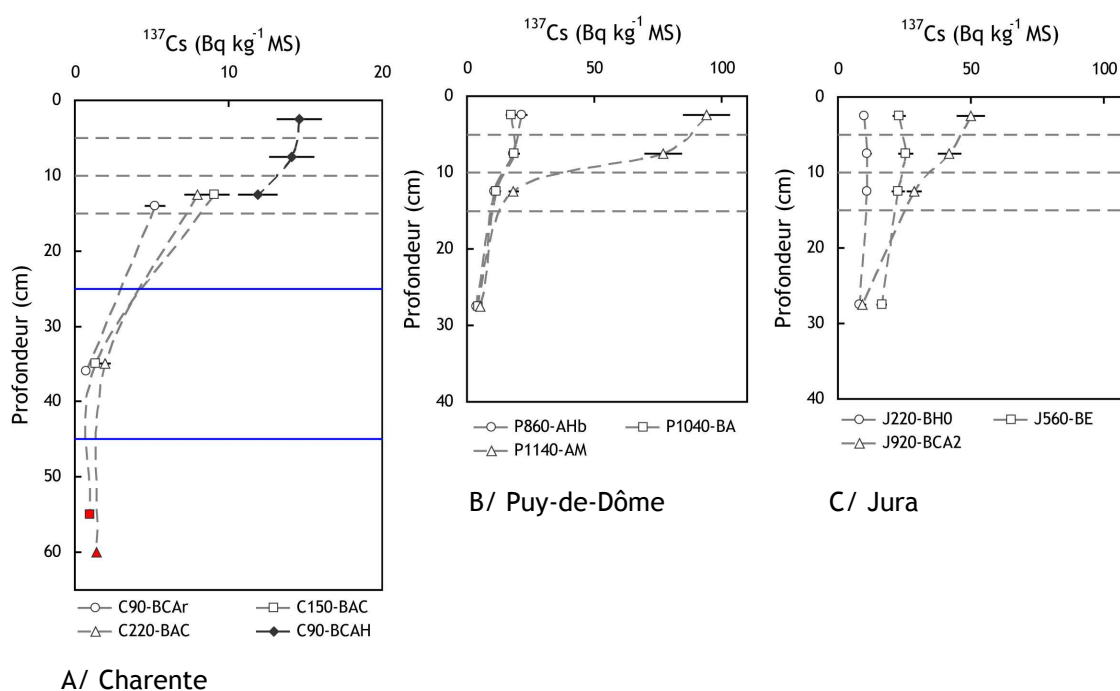 ¹³⁷Cs (Bq kg⁻¹ MS)
0 10 20
Profondeur (cm)
0
10
20
30
40
50
60
C90-BCAr C150-BAC
C220-BAC C90-BCAH
A/ Charente
¹³⁷Cs (Bq kg⁻¹ MS)
0 50 100
Profondeur (cm)
0
10
20
30
40
P860-AHb P1040-BA
P1140-AM
B/ Puy-de-Dôme
¹³⁷Cs (Bq kg⁻¹ MS)
0 50 100
Profondeur (cm)
0
10
20
30
40
J220-BH0 J560-BE
J920-BCA2
C/ Jura